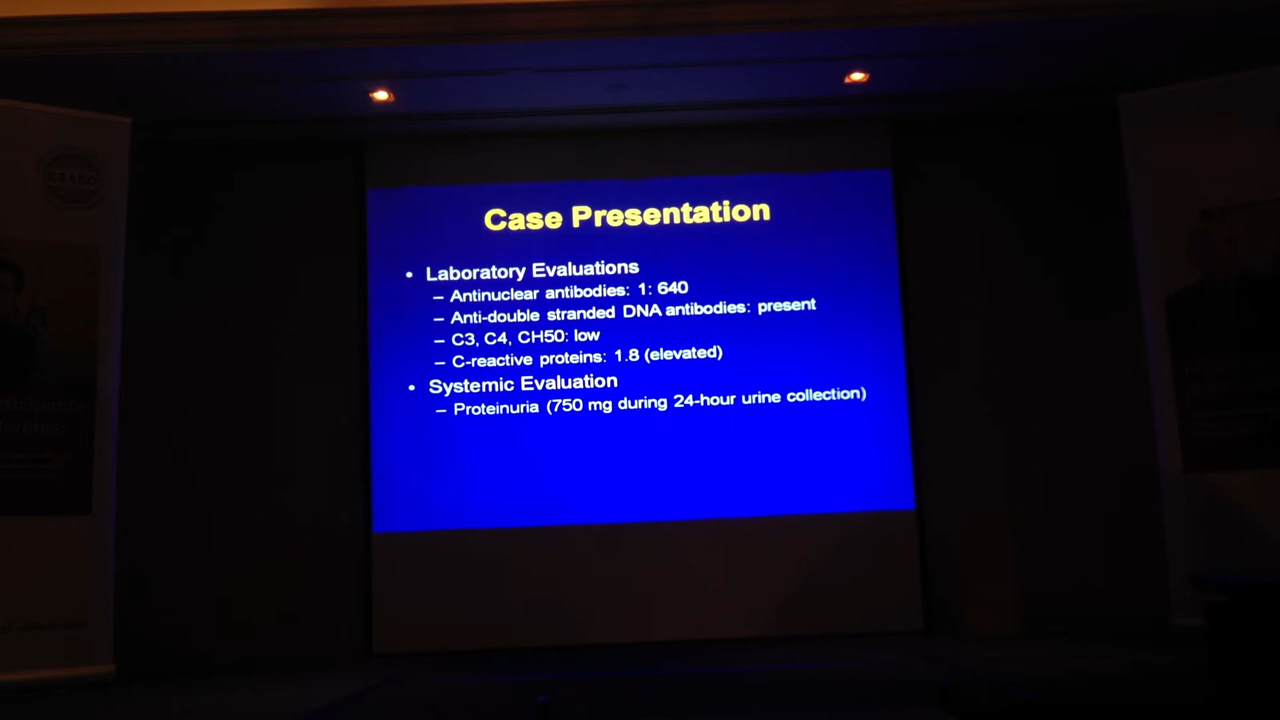 Case Presentation
• Laboratory Evaluations
– Antinuclear antibodies: 1: 640
– Anti-double stranded DNA antibodies: present
– C3, C4, CH50: low
– C-reactive proteins: 1.8 (elevated)
• Systemic Evaluation
– Proteinuria (750 mg during 24-hour urine collection)